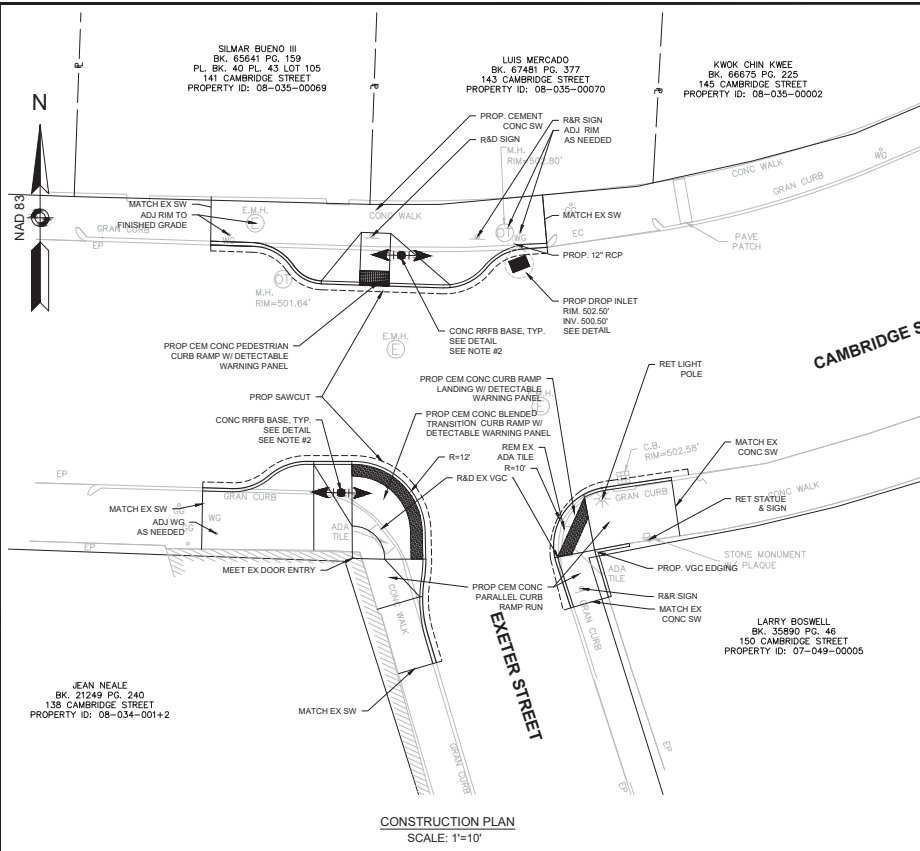 SILMAR BUENO III
BK. 65641 PG. 159
PL. BK. 40 PL. 43 LOT 105
141 CAMBRIDGE STREET
PROPERTY ID: 08-035-00069
LUIS MERCADO
BK. 67481 PG. 377
143 CAMBRIDGE STREET
PROPERTY ID: 08-035-00070
KWOK CHIN KWEE
BK. 66675 PG. 225
145 CAMBRIDGE STREET
PROPERTY ID: 08-035-00002
N
NAD 83
PROP. CEMENT
CONC SW
R&D SIGN
R&R SIGN
ADJ RIM
AS NEEDED
M.H.
RIM=502.80'
CONC WALK
GRAN CURB
WG
MATCH EX SW
ADJ RIM TO
FINISHED GRADE
E.M.H.
E
CONC WALK
GG
MATCH EX SW
GRAN CURB
EP
WG
OT
WG
EC
PAVE
PATCH
PROP. 12" RCP
OT
M.H.
RIM=501.64'
PROP DROP INLET
RIM. 502.50'
INV. 500.50'
SEE DETAIL
CONC RRFB BASE, TYP.
SEE DETAIL
SEE NOTE #2
E.M.H.
E
PROP CEM CONC PEDESTRIAN
CURB RAMP W/ DETECTABLE
WARNING PANEL
CAMBRIDGE S
RET LIGHT
POLE
PROP CEM CONC CURB RAMP
LANDING W/ DETECTABLE
WARNING PANEL
E
PROP SAWCUT
CONC RRFB BASE, TYP.
SEE DETAIL
SEE NOTE #2
PROP CEM CONC BLENDED
TRANSITION CURB RAMP W/
DETECTABLE WARNING PANEL
REM EX
ADA TILE
R=10'
R=12'
R&D EX VGC
C.B.
RIM=502.58'
MATCH EX
CONC SW
EP
GRAN CURB
GRAN CURB
CONC WALK
MATCH EX SW
GG
WG
ADJ WG
AS NEEDED
ADA
TILE
RET STATUE
& SIGN
EP
STONE MONUMENT
W/ PLAQUE
MEET EX DOOR ENTRY
PROP. VGC EDGING
ADA
TILE
PROP CEM CONC
PARALLEL CURB
RAMP RUN
R&R SIGN
MATCH EX
CONC SW
CONC WALK
GRAN CURB
EXETER STREET
LARRY BOSWELL
BK. 35890 PG. 46
150 CAMBRIDGE STREET
PROPERTY ID: 07-049-00005
JEAN NEALE
BK. 21249 PG. 240
138 CAMBRIDGE STREET
PROPERTY ID: 08-034-001+2
MATCH EX SW
GRAN CURB
EP
EP
EP
CONSTRUCTION PLAN
SCALE: 1'=10'